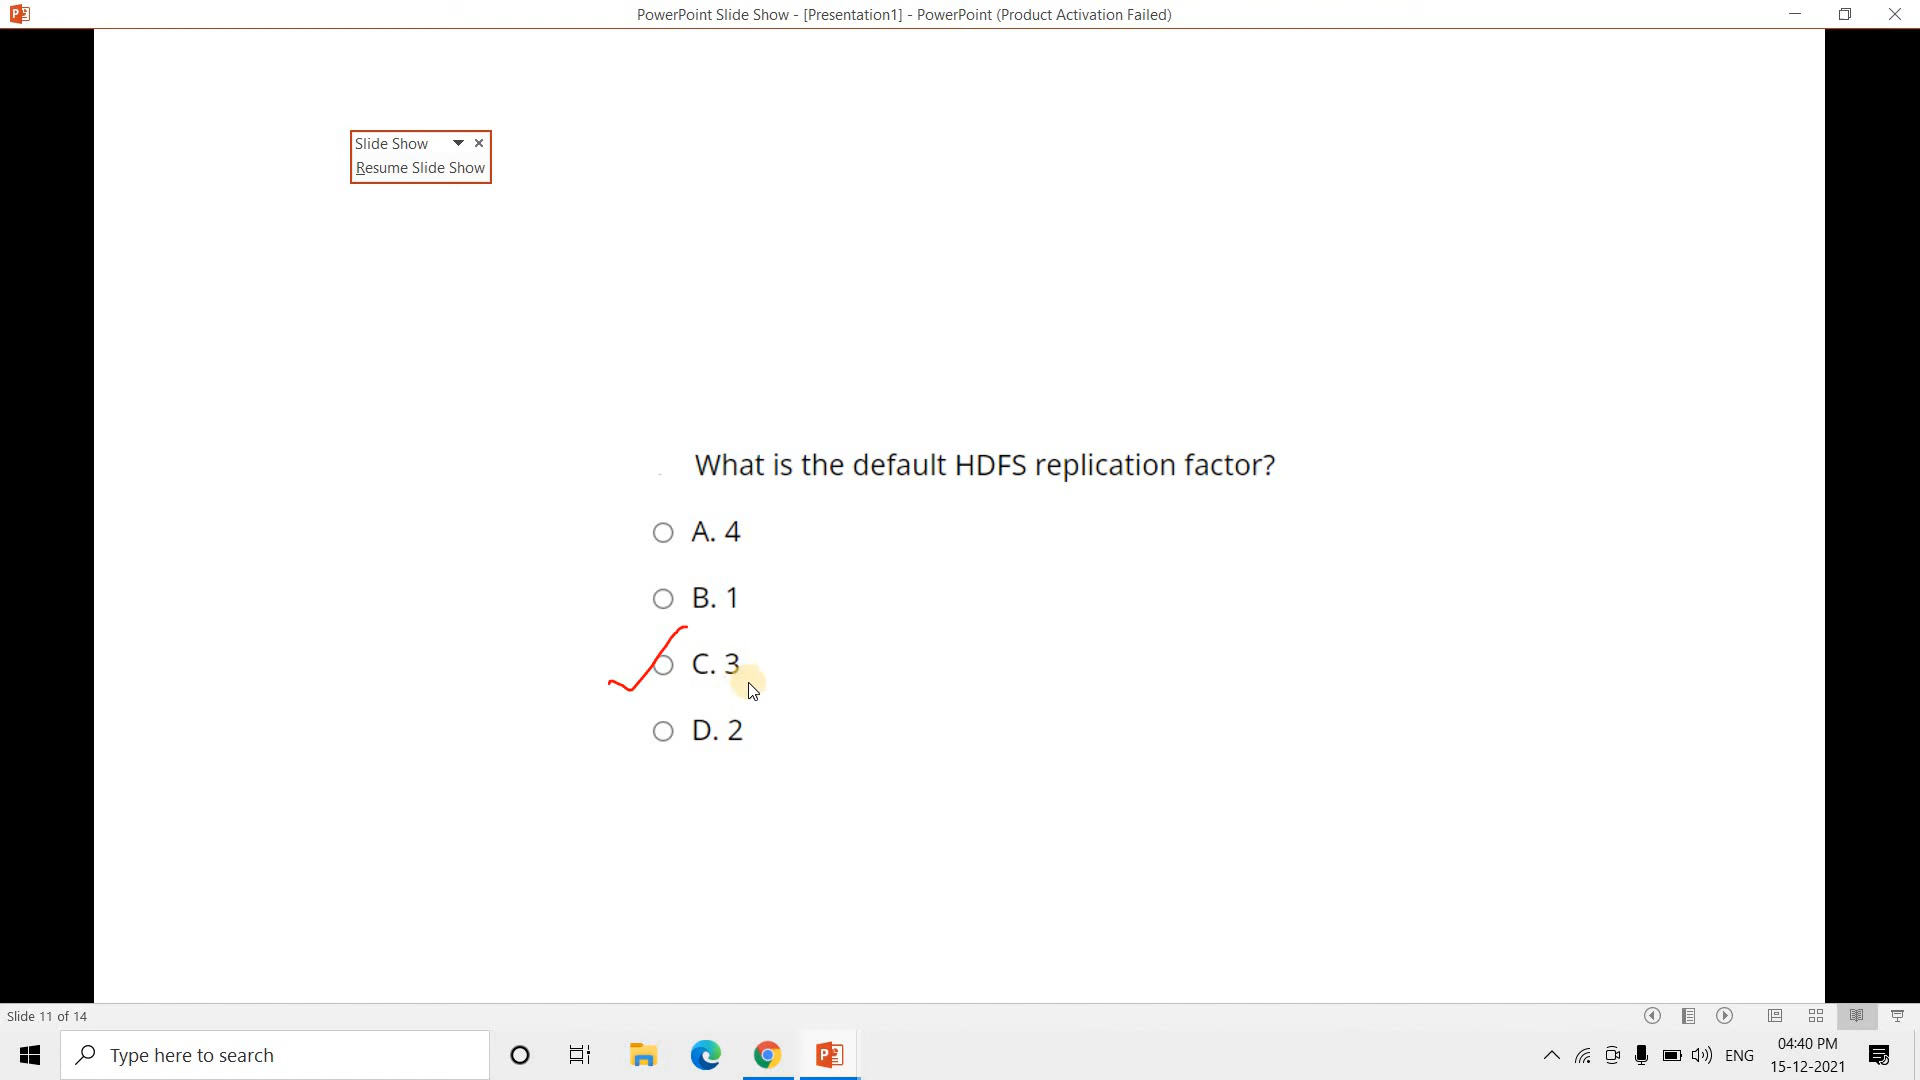 PowerPoint Slide Show - [Presentation1] - PowerPoint (Product Activation Failed)
Slide Show
Resume Slide Show
What is the default HDFS replication factor?
A. 4
B. 1
C. 3
D. 2
Slide 11 of 14
Type here to search
ENG
04:40 PM
15-12-2021